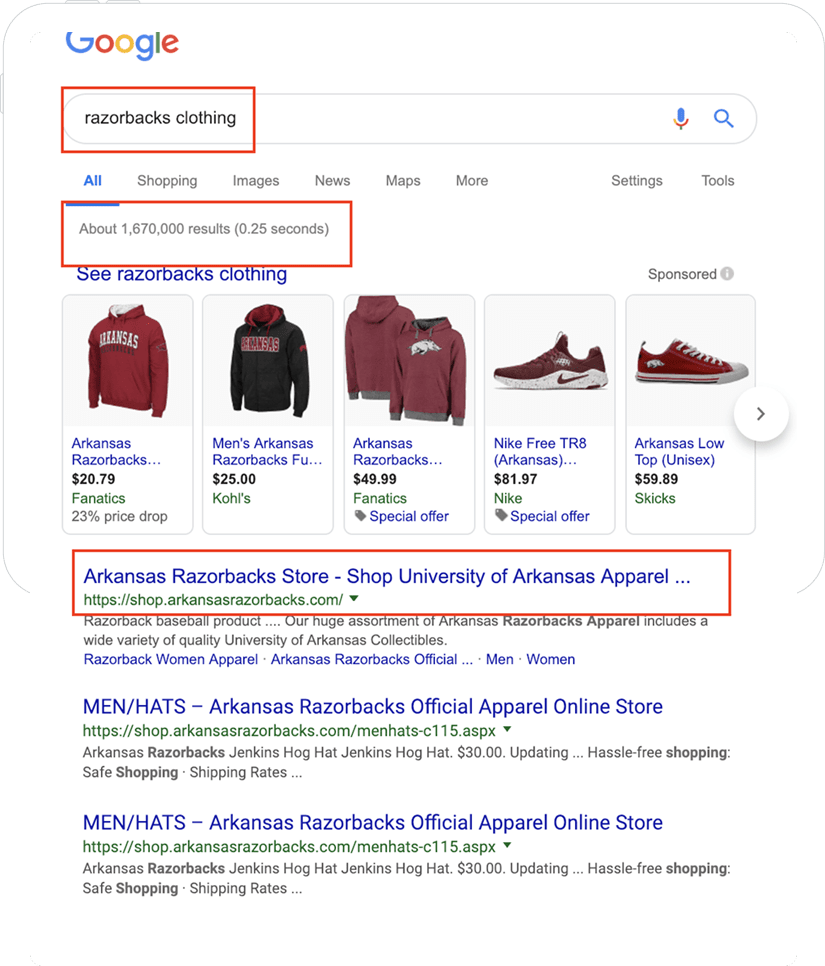 Google
razorbacks clothing
All Shopping Images News Maps More Settings Tools
About 1,670,000 results (0.25 seconds)
See razorbacks clothing
Sponsored
ARKANSAS
ARKANSAS
Arkansas
Razorbacks...
$20.79
Fanatics
23% price drop
Men's Arkansas
Razorbacks Fu...
$25.00
Kohl's
Arkansas
Razorbacks...
$49.99
Fanatics
Special offer
Nike Free TR8
(Arkansas)...
$81.97
Nike
Special offer
Arkansas Low
Top (Unisex)
$59.89
Skicks
Arkansas Razorbacks Store - Shop University of Arkansas Apparel ...
https://shop.arkansasrazorbacks.com/
Razorback baseball product .... Our huge assortment of Arkansas Razorbacks Apparel includes a
wide variety of quality University of Arkansas Collectibles.
Razorback Women Apparel · Arkansas Razorbacks Official ... · Men · Women
MEN/HATS – Arkansas Razorbacks Official Apparel Online Store
https://shop.arkansasrazorbacks.com/menhats-c115.aspx
Arkansas Razorbacks Jenkins Hog Hat Jenkins Hog Hat. $30.00. Updating ... Hassle-free shopping:
Safe Shopping · Shipping Rates ...
MEN/HATS – Arkansas Razorbacks Official Apparel Online Store
https://shop.arkansasrazorbacks.com/menhats-c115.aspx
Arkansas Razorbacks Jenkins Hog Hat Jenkins Hog Hat. $30.00. Updating ... Hassle-free shopping:
Safe Shopping · Shipping Rates ...